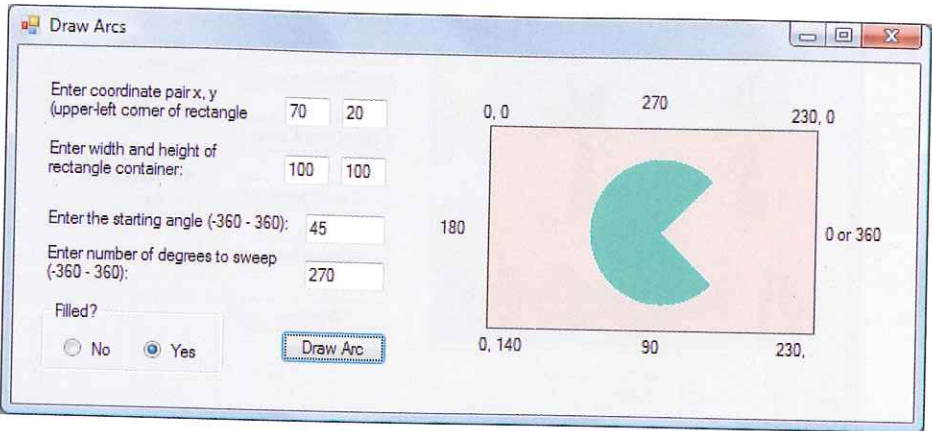 Draw Arcs
Enter coordinate pair x, y
(upper-left corner of rectangle
70 20
Enter width and height of
rectangle container:
100 100
Enter the starting angle (-360 - 360):
45
Enter number of degrees to sweep
(-360 - 360):
270
Filled?
No Yes
Draw Arc
0, 0 270 230, 0
180 0 or 360
0, 140 90 230,